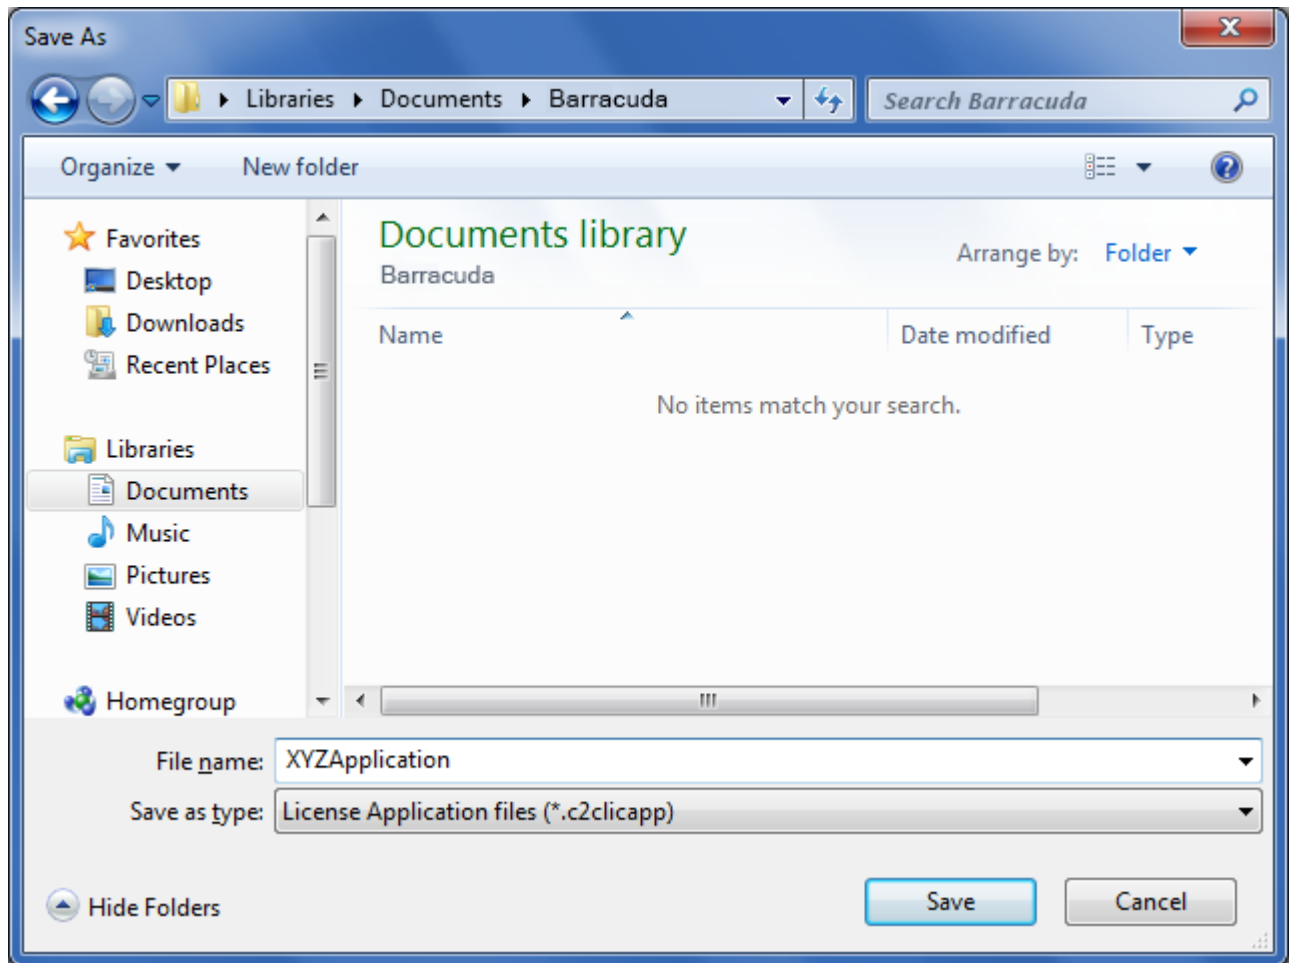 Save As
Libraries Documents Barracuda Search Barracuda
Organize New folder
Favorites
Desktop
Downloads
Recent Places
Libraries
Documents
Music
Pictures
Videos
Homegroup
Documents library
Barracuda
Arrange by: Folder
Name Date modified Type
No items match your search.
File name: XYZApplication
Save as type: License Application files (*.c2clicapp)
Hide Folders Save Cancel